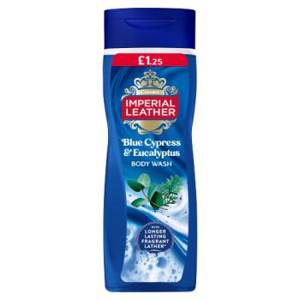 £1.25
IMPERIAL
LEATHER
Blue Cypress
& Eucalyptus
BODY WASH
LONGER
LASTING
FRAGRANT
LATHER*